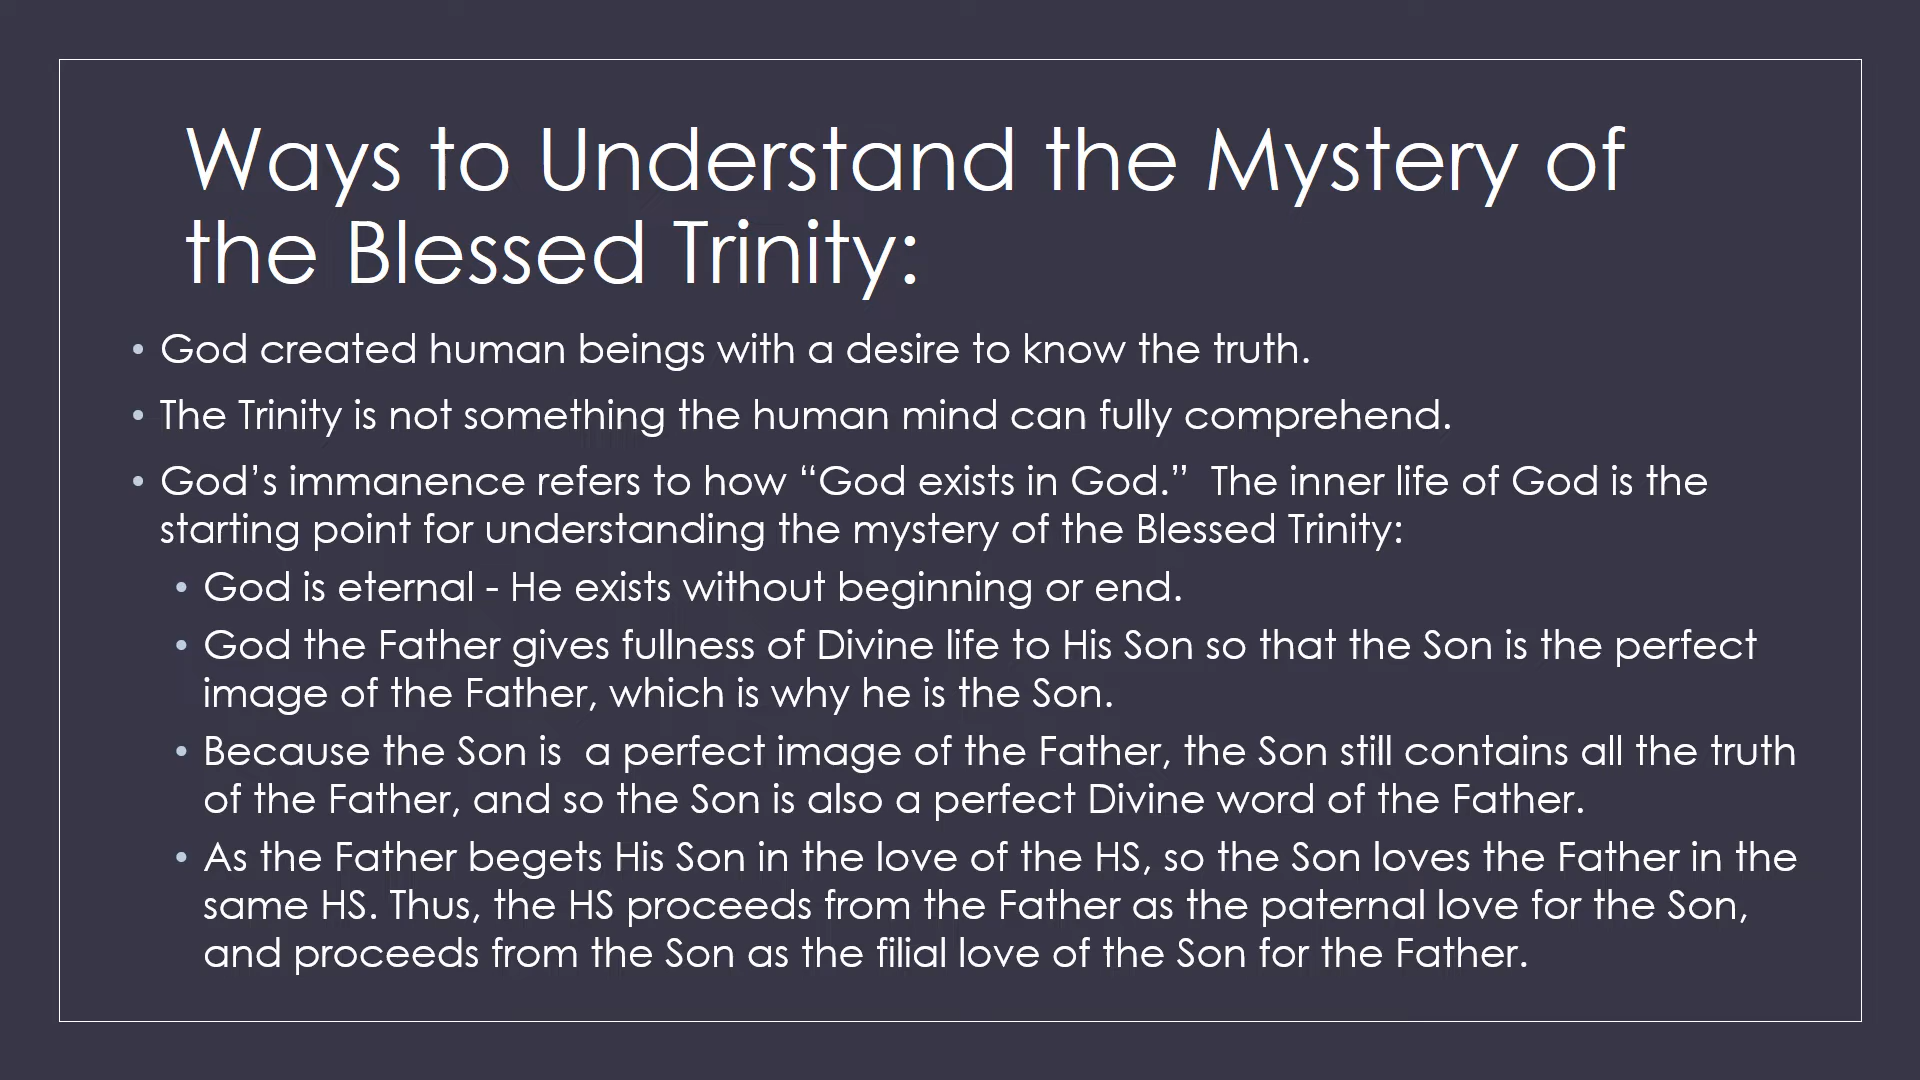 Ways to Understand the Mystery of
the Blessed Trinity:
• God created human beings with a desire to know the truth.
• The Trinity is not something the human mind can fully comprehend.
• God’s immanence refers to how “God exists in God.”  The inner life of God is the
starting point for understanding the mystery of the Blessed Trinity:
• God is eternal - He exists without beginning or end.
• God the Father gives fullness of Divine life to His Son so that the Son is the perfect
image of the Father, which is why he is the Son.
• Because the Son is  a perfect image of the Father, the Son still contains all the truth
of the Father, and so the Son is also a perfect Divine word of the Father.
• As the Father begets His Son in the love of the HS, so the Son loves the Father in the
same HS. Thus, the HS proceeds from the Father as the paternal love for the Son,
and proceeds from the Son as the filial love of the Son for the Father.